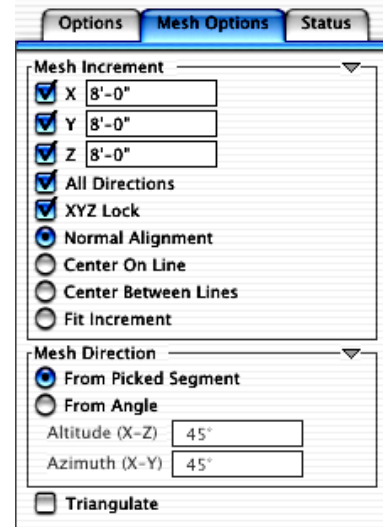 Options Mesh Options Status
Mesh Increment
X 8'-0"
Y 8'-0"
Z 8'-0"
All Directions
XYZ Lock
Normal Alignment
Center On Line
Center Between Lines
Fit Increment
Mesh Direction
From Picked Segment
From Angle
Altitude (X-Z) 45°
Azimuth (X-Y) 45°
Triangulate